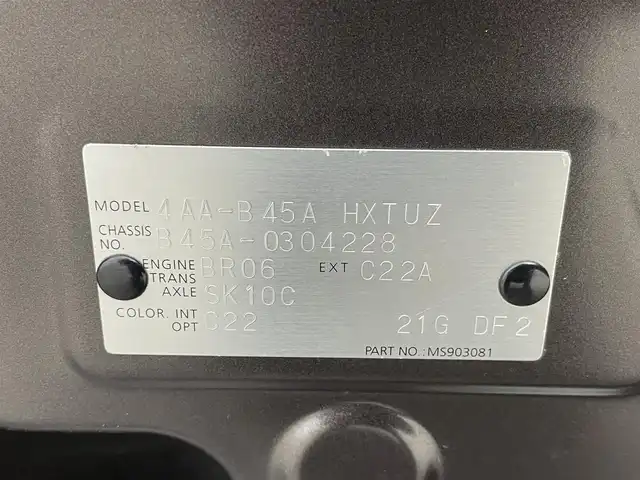 MODEL 4AA-B45A HXTUZ
CHASSIS NO. B45A-0304228
ENGINE BR06 EXT C22A
TRANS AXLE SK10C
COLOR. INT 022
OPT 21G DF2
PART NO.:MS903081